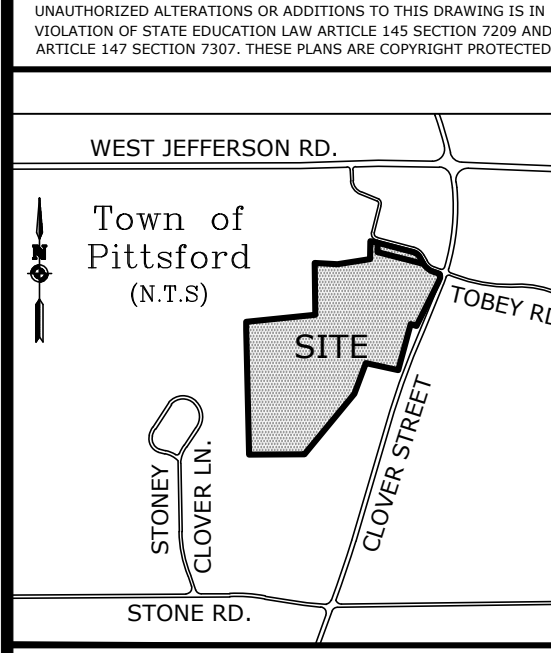 UNAUTHORIZED ALTERATIONS OR ADDITIONS TO THIS DRAWING IS IN
VIOLATION OF STATE EDUCATION LAW ARTICLE 145 SECTION 7209 AND
ARTICLE 147 SECTION 7307. THESE PLANS ARE COPYRIGHT PROTECTED
WEST JEFFERSON RD.
Town of
Pittsford
(N.T.S)
N
TOBEY RD
SITE
CLOVER STREET
STONEY
CLOVER LN.
STONE RD.